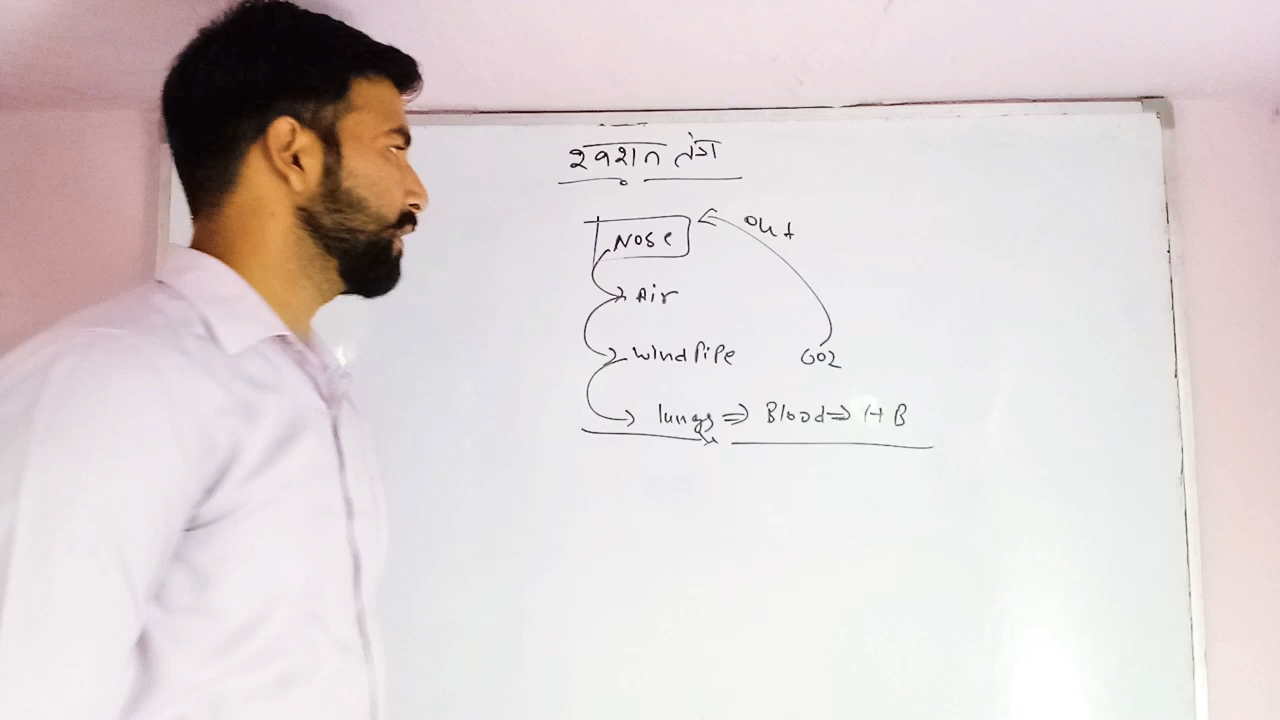 श्वशन तंत्र
Nose
out
Air
windpipe
CO2
lungs ⇒ Blood ⇒ HB